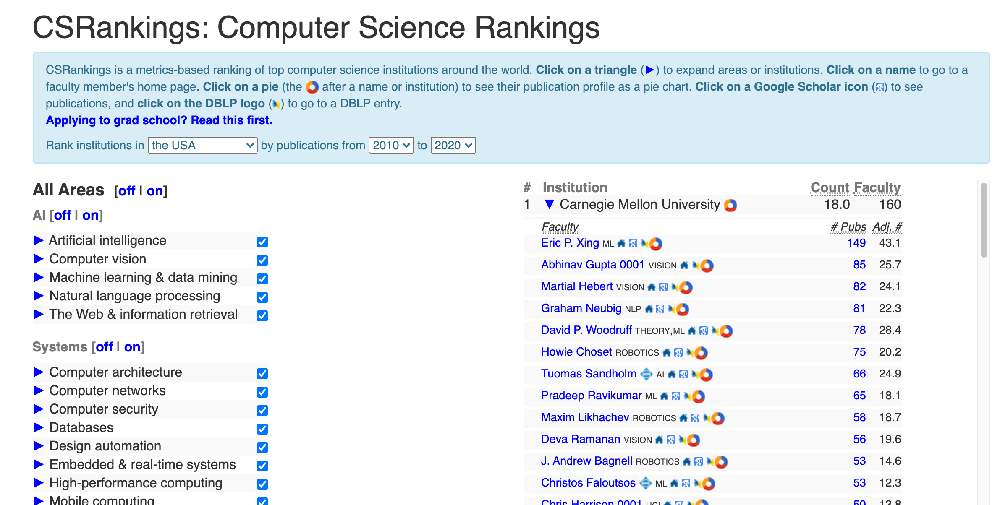 CSRankings: Computer Science Rankings
CSRankings is a metrics-based ranking of top computer science institutions around the world. Click on a triangle (▶) to expand areas or institutions. Click on a name to go to a
faculty member's home page. Click on a pie (the after a name or institution) to see their publication profile as a pie chart. Click on a Google Scholar icon () to see
publications, and click on the DBLP logo () to go to a DBLP entry.
Applying to grad school? Read this first.
Rank institutions in the USA by publications from 2010 to 2020
All Areas [off | on]
AI [off | on]
▶ Artificial intelligence
▶ Computer vision
▶ Machine learning & data mining
▶ Natural language processing
▶ The Web & information retrieval
Systems [off | on]
▶ Computer architecture
▶ Computer networks
▶ Computer security
▶ Databases
▶ Design automation
▶ Embedded & real-time systems
▶ High-performance computing
▶ Mobile computing
# Institution Count Faculty
1 ▼ Carnegie Mellon University 18.0 160
Faculty # Pubs Adj. #
Eric P. Xing ML 149 43.1
Abhinav Gupta 0001 VISION 85 25.7
Martial Hebert VISION 82 24.1
Graham Neubig NLP 81 22.3
David P. Woodruff THEORY,ML 78 28.4
Howie Choset ROBOTICS 75 20.2
Tuomas Sandholm AI 66 24.9
Pradeep Ravikumar ML 65 18.1
Maxim Likhachev ROBOTICS 58 18.7
Deva Ramanan VISION 56 19.6
J. Andrew Bagnell ROBOTICS 53 14.6
Christos Faloutsos ML 53 12.3
Chris Harrison 0001 HCI 50 13.8